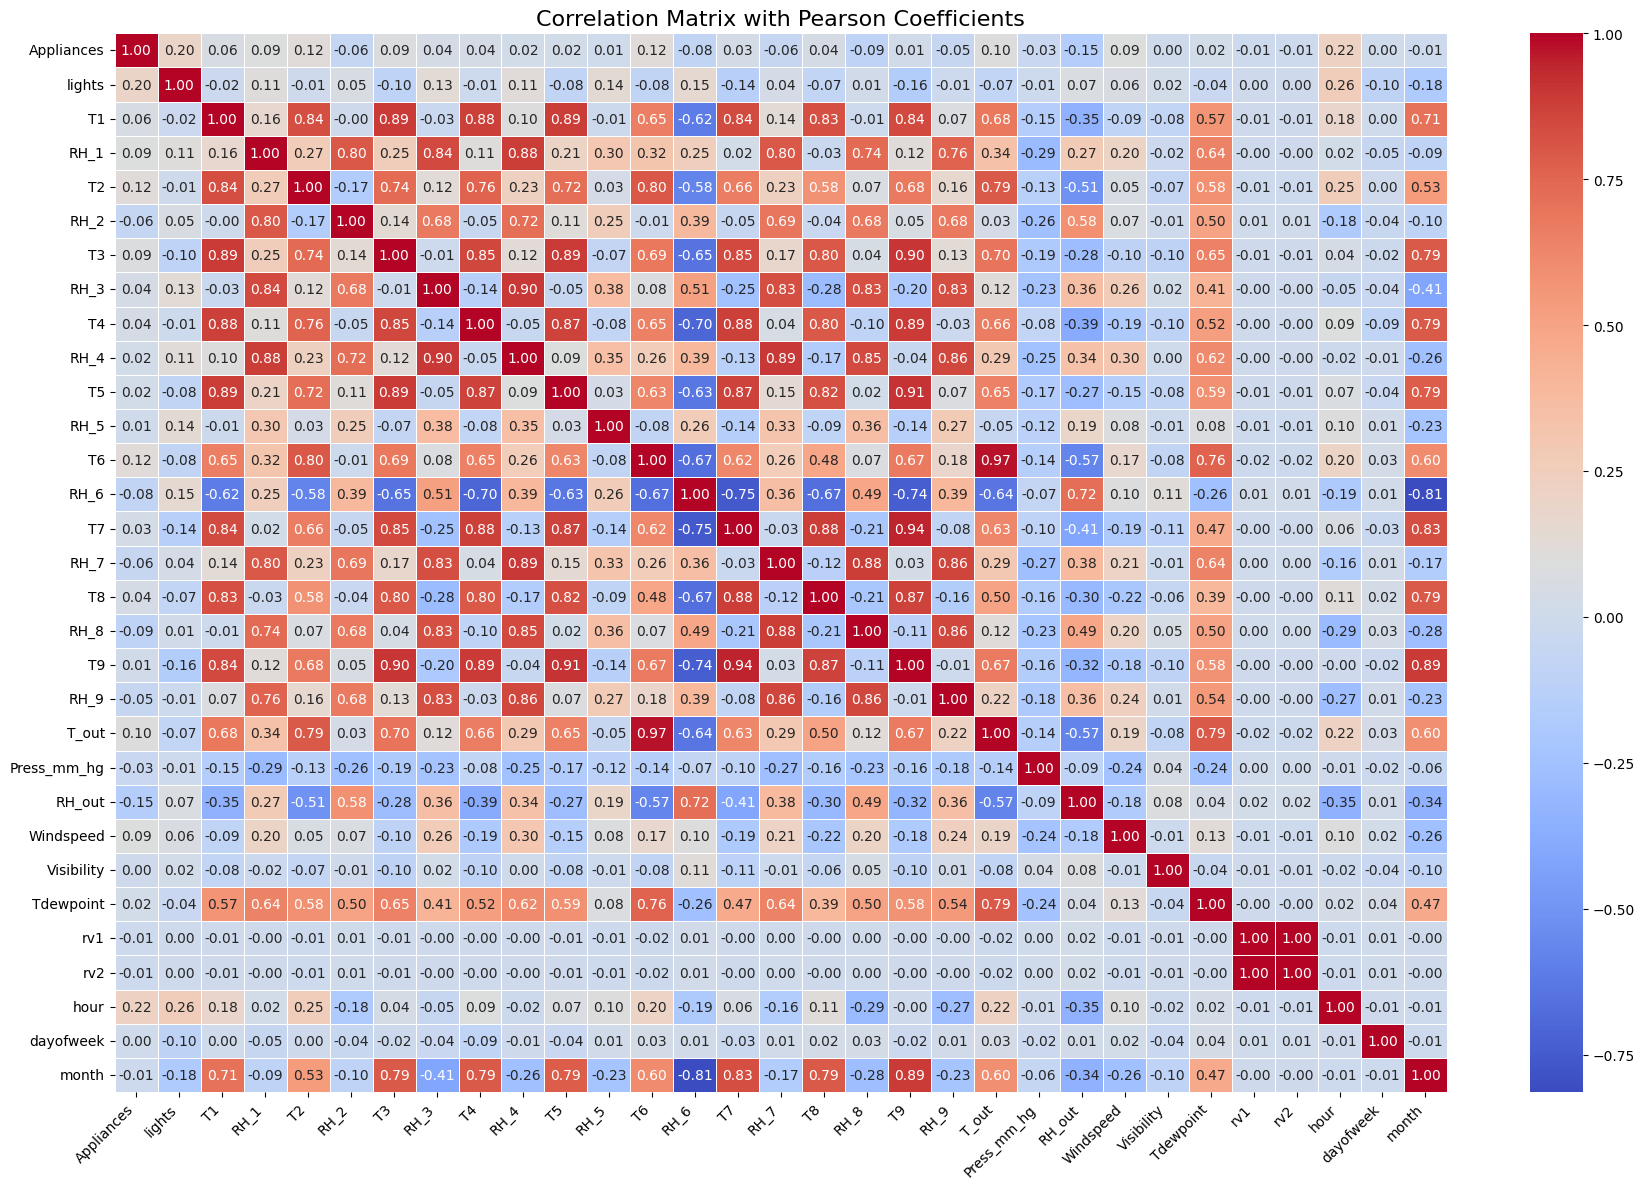 Correlation Matrix with Pearson Coefficients
Appliances 1.00 0.20 0.06 0.09 0.12 -0.06 0.09 0.04 0.04 0.02 0.02 0.01 0.12 -0.08 0.03 -0.06 0.04 -0.09 0.01 -0.05 0.10 -0.03 -0.15 0.09 0.00 0.02 -0.01 -0.01 0.22 0.00 -0.01
lights 0.20 1.00 -0.02 0.11 -0.01 0.05 -0.10 0.13 -0.01 0.11 -0.08 0.14 -0.08 0.15 -0.14 0.04 -0.07 0.01 -0.16 -0.01 -0.07 -0.01 0.07 0.06 0.02 -0.04 0.00 0.00 0.26 -0.10 -0.18
T1 0.06 -0.02 1.00 0.16 0.84 -0.00 0.89 -0.03 0.88 0.10 0.89 -0.01 0.65 -0.62 0.84 0.14 0.83 -0.01 0.84 0.07 0.68 -0.15 -0.35 -0.09 -0.08 0.57 -0.01 -0.01 0.18 0.00 0.71
RH_1 0.09 0.11 0.16 1.00 0.27 0.80 0.25 0.84 0.11 0.88 0.21 0.30 0.32 0.25 0.02 0.80 -0.03 0.74 0.12 0.76 0.34 -0.29 0.27 0.20 -0.02 0.64 -0.00 -0.00 0.02 -0.05 -0.09
T2 0.12 -0.01 0.84 0.27 1.00 -0.17 0.74 0.12 0.76 0.23 0.72 0.03 0.80 -0.58 0.66 0.23 0.58 0.07 0.68 0.16 0.79 -0.13 -0.51 0.05 -0.07 0.58 -0.01 -0.01 0.25 0.00 0.53
RH_2 -0.06 0.05 -0.00 0.80 -0.17 1.00 0.14 0.68 -0.05 0.72 0.11 0.25 -0.01 0.39 -0.05 0.69 -0.04 0.68 0.05 0.68 0.03 -0.26 0.58 0.07 -0.01 0.50 0.01 0.01 -0.18 -0.04 -0.10
T3 0.09 -0.10 0.89 0.25 0.74 0.14 1.00 -0.01 0.85 0.12 0.89 -0.07 0.69 -0.65 0.85 0.17 0.80 0.04 0.90 0.13 0.70 -0.19 -0.28 -0.10 -0.10 0.65 -0.01 -0.01 0.04 -0.02 0.79
RH_3 0.04 0.13 -0.03 0.84 0.12 0.68 -0.01 1.00 -0.14 0.90 -0.05 0.38 0.08 0.51 -0.25 0.83 -0.28 0.83 -0.20 0.83 0.12 -0.23 0.36 0.26 0.02 0.41 -0.00 -0.00 -0.05 -0.04 -0.41
T4 0.04 -0.01 0.88 0.11 0.76 -0.05 0.85 -0.14 1.00 -0.05 0.87 -0.08 0.65 -0.70 0.88 0.04 0.80 -0.10 0.89 -0.03 0.66 -0.08 -0.39 -0.19 -0.10 0.52 -0.00 -0.00 0.09 -0.09 0.79
RH_4 0.02 0.11 0.10 0.88 0.23 0.72 0.12 0.90 -0.05 1.00 0.09 0.35 0.26 0.39 -0.13 0.89 -0.17 0.85 -0.04 0.86 0.29 -0.25 0.34 0.30 0.00 0.62 -0.00 -0.00 -0.02 -0.01 -0.26
T5 0.02 -0.08 0.89 0.21 0.72 0.11 0.89 -0.05 0.87 0.09 1.00 0.03 0.63 -0.63 0.87 0.15 0.82 0.02 0.91 0.07 0.65 -0.17 -0.27 -0.15 -0.08 0.59 -0.01 -0.01 0.07 -0.04 0.79
RH_5 0.01 0.14 -0.01 0.30 0.03 0.25 -0.07 0.38 -0.08 0.35 0.03 1.00 -0.08 0.26 -0.14 0.33 -0.09 0.36 -0.14 0.27 -0.05 -0.12 0.19 0.08 -0.01 0.08 -0.01 -0.01 0.10 0.01 -0.23
T6 0.12 -0.08 0.65 0.32 0.80 -0.01 0.69 0.08 0.65 0.26 0.63 -0.08 1.00 -0.67 0.62 0.26 0.48 0.07 0.67 0.18 0.97 -0.14 -0.57 0.17 -0.08 0.76 -0.02 -0.02 0.20 0.03 0.60
RH_6 -0.08 0.15 -0.62 0.25 -0.58 0.39 -0.65 0.51 -0.70 0.39 -0.63 0.26 -0.67 1.00 -0.75 0.36 -0.67 0.49 -0.74 0.39 -0.64 -0.07 0.72 0.10 0.11 -0.26 0.01 0.01 -0.19 0.01 -0.81
T7 0.03 -0.14 0.84 0.02 0.66 -0.05 0.85 -0.25 0.88 -0.13 0.87 -0.14 0.62 -0.75 1.00 -0.03 0.88 -0.21 0.94 -0.08 0.63 -0.10 -0.41 -0.19 -0.11 0.47 -0.00 -0.00 0.06 -0.03 0.83
RH_7 -0.06 0.04 0.14 0.80 0.23 0.69 0.17 0.83 0.04 0.89 0.15 0.33 0.26 0.36 -0.03 1.00 -0.12 0.88 0.03 0.86 0.29 -0.27 0.38 0.21 -0.01 0.64 0.00 0.00 -0.16 -0.01 -0.17
T8 0.04 -0.07 0.83 -0.03 0.58 -0.04 0.80 -0.28 0.80 -0.17 0.82 -0.09 0.48 -0.67 0.88 -0.12 1.00 -0.21 0.87 -0.16 0.50 -0.16 -0.30 -0.22 -0.06 0.39 -0.00 -0.00 0.11 0.02 0.79
RH_8 -0.09 0.01 -0.01 0.74 0.07 0.68 0.04 0.83 -0.10 0.85 0.02 0.36 0.07 0.49 -0.21 0.88 -0.21 1.00 -0.11 0.86 0.12 -0.23 0.49 0.20 0.05 0.50 0.00 0.00 -0.29 0.03 -0.28
T9 0.01 -0.16 0.84 0.12 0.68 0.05 0.90 -0.20 0.89 -0.04 0.91 -0.14 0.67 -0.74 0.94 0.03 0.87 -0.11 1.00 -0.01 0.67 -0.16 -0.32 -0.18 -0.10 0.58 -0.00 -0.00 -0.00 -0.02 0.89
RH_9 -0.05 -0.01 0.07 0.76 0.16 0.68 0.13 0.83 -0.03 0.86 0.07 0.27 0.18 0.39 -0.08 0.86 -0.16 0.86 -0.01 1.00 0.22 -0.18 0.36 0.24 0.01 0.54 -0.00 -0.00 -0.27 0.01 -0.23
T_out 0.10 -0.07 0.68 0.34 0.79 0.03 0.70 0.12 0.66 0.29 0.65 -0.05 0.97 -0.64 0.63 0.29 0.50 0.12 0.67 0.22 1.00 -0.14 -0.57 0.19 -0.08 0.79 -0.02 -0.02 0.22 0.03 0.60
Press_mm_hg -0.03 -0.01 -0.15 -0.29 -0.13 -0.26 -0.19 -0.23 -0.08 -0.25 -0.17 -0.12 -0.14 -0.07 -0.10 -0.27 -0.16 -0.23 -0.16 -0.18 -0.14 1.00 -0.09 -0.24 0.04 -0.24 0.00 0.00 -0.01 -0.02 -0.06
RH_out -0.15 0.07 -0.35 0.27 -0.51 0.58 -0.28 0.36 -0.39 0.34 -0.27 0.19 -0.57 0.72 -0.41 0.38 -0.30 0.49 -0.32 0.36 -0.57 -0.09 1.00 -0.18 0.08 0.04 0.02 0.02 -0.35 0.01 -0.34
Windspeed 0.09 0.06 -0.09 0.20 0.05 0.07 -0.10 0.26 -0.19 0.30 -0.15 0.08 0.17 0.10 -0.19 0.21 -0.22 0.20 -0.18 0.24 0.19 -0.24 -0.18 1.00 -0.01 0.13 -0.01 -0.01 0.10 0.02 -0.26
Visibility 0.00 0.02 -0.08 -0.02 -0.07 -0.01 -0.10 0.02 -0.10 0.00 -0.08 -0.01 -0.08 0.11 -0.11 -0.01 -0.06 0.05 -0.10 0.01 -0.08 0.04 0.08 -0.01 1.00 -0.04 -0.01 -0.01 -0.02 -0.04 -0.10
Tdewpoint 0.02 -0.04 0.57 0.64 0.58 0.50 0.65 0.41 0.52 0.62 0.59 0.08 0.76 -0.26 0.47 0.64 0.39 0.50 0.58 0.54 0.79 -0.24 0.04 0.13 -0.04 1.00 -0.00 -0.00 0.02 0.04 0.47
rv1 -0.01 0.00 -0.01 -0.00 -0.01 0.01 -0.01 -0.00 -0.00 -0.00 -0.01 -0.01 -0.02 0.01 -0.00 0.00 -0.00 0.00 -0.00 -0.00 -0.02 0.00 0.02 -0.01 -0.01 -0.00 1.00 1.00 -0.01 0.01 -0.00
rv2 -0.01 0.00 -0.01 -0.00 -0.01 0.01 -0.01 -0.00 -0.00 -0.00 -0.01 -0.01 -0.02 0.01 -0.00 0.00 -0.00 0.00 -0.00 -0.00 -0.02 0.00 0.02 -0.01 -0.01 -0.00 1.00 1.00 -0.01 0.01 -0.00
hour 0.22 0.26 0.18 0.02 0.25 -0.18 0.04 -0.05 0.09 -0.02 0.07 0.10 0.20 -0.19 0.06 -0.16 0.11 -0.29 -0.00 -0.27 0.22 -0.01 -0.35 0.10 -0.02 0.02 -0.01 -0.01 1.00 -0.01 -0.01
dayofweek 0.00 -0.10 0.00 -0.05 0.00 -0.04 -0.02 -0.04 -0.09 -0.01 -0.04 0.01 0.03 0.01 -0.03 0.01 0.02 0.03 -0.02 0.01 0.03 -0.02 0.01 0.02 -0.04 0.04 0.01 0.01 -0.01 1.00 -0.01
month -0.01 -0.18 0.71 -0.09 0.53 -0.10 0.79 -0.41 0.79 -0.26 0.79 -0.23 0.60 -0.81 0.83 -0.17 0.79 -0.28 0.89 -0.23 0.60 -0.06 -0.34 -0.26 -0.10 0.47 -0.00 -0.00 -0.01 -0.01 1.00
Appliances lights T1 RH_1 T2 RH_2 T3 RH_3 T4 RH_4 T5 RH_5 T6 RH_6 T7 RH_7 T8 RH_8 T9 RH_9 T_out Press_mm_hg RH_out Windspeed Visibility Tdewpoint rv1 rv2 hour dayofweek month
1.00
0.75
0.50
0.25
0.00
−0.25
−0.50
−0.75